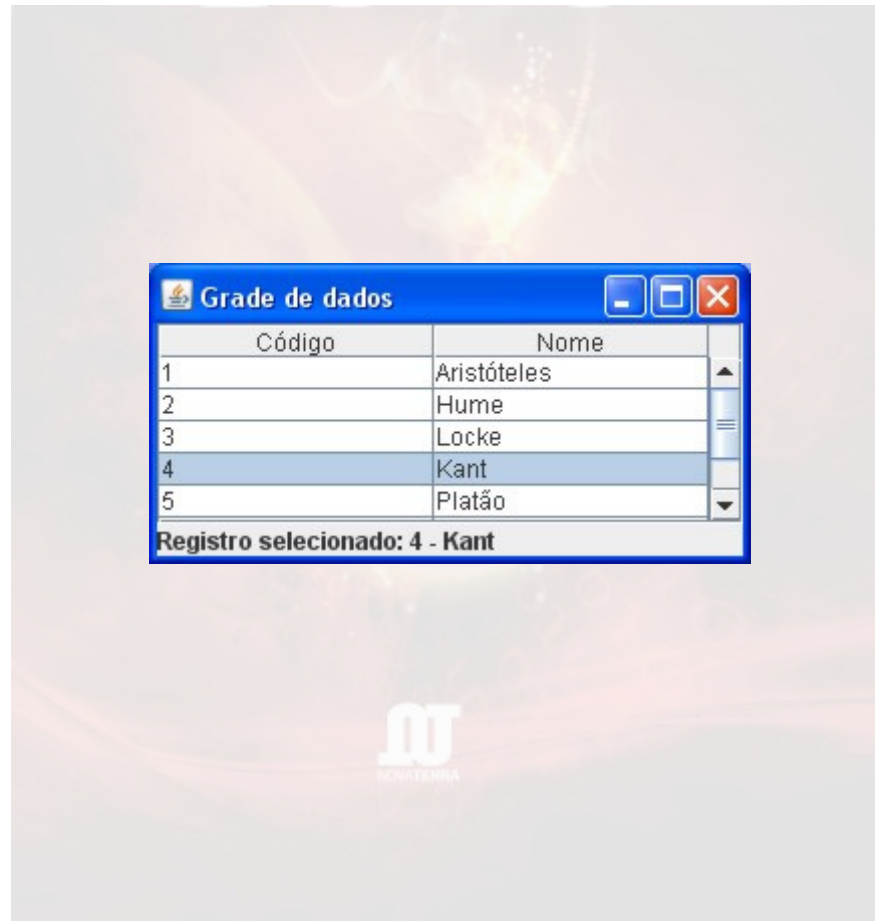 Grade de dados
Código Nome
1 Aristóteles
2 Hume
3 Locke
4 Kant
5 Platão
Registro selecionado: 4 - Kant
NOVATERRA